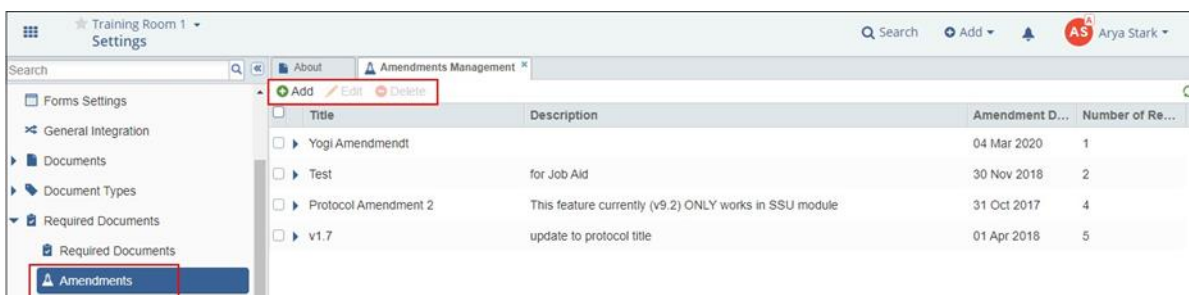 Training Room 1
Settings
Search
Add
A
AS
Arya Stark
Search
About
Amendments Management
Add
Edit
Delete
Forms Settings
General Integration
Documents
Document Types
Required Documents
Required Documents
Amendments
Title Description Amendment D... Number of Re...
Yogi Amendmendt 04 Mar 2020 1
Test for Job Aid 30 Nov 2018 2
Protocol Amendment 2 This feature currently (v9.2) ONLY works in SSU module 31 Oct 2017 4
v1.7 update to protocol title 01 Apr 2018 5